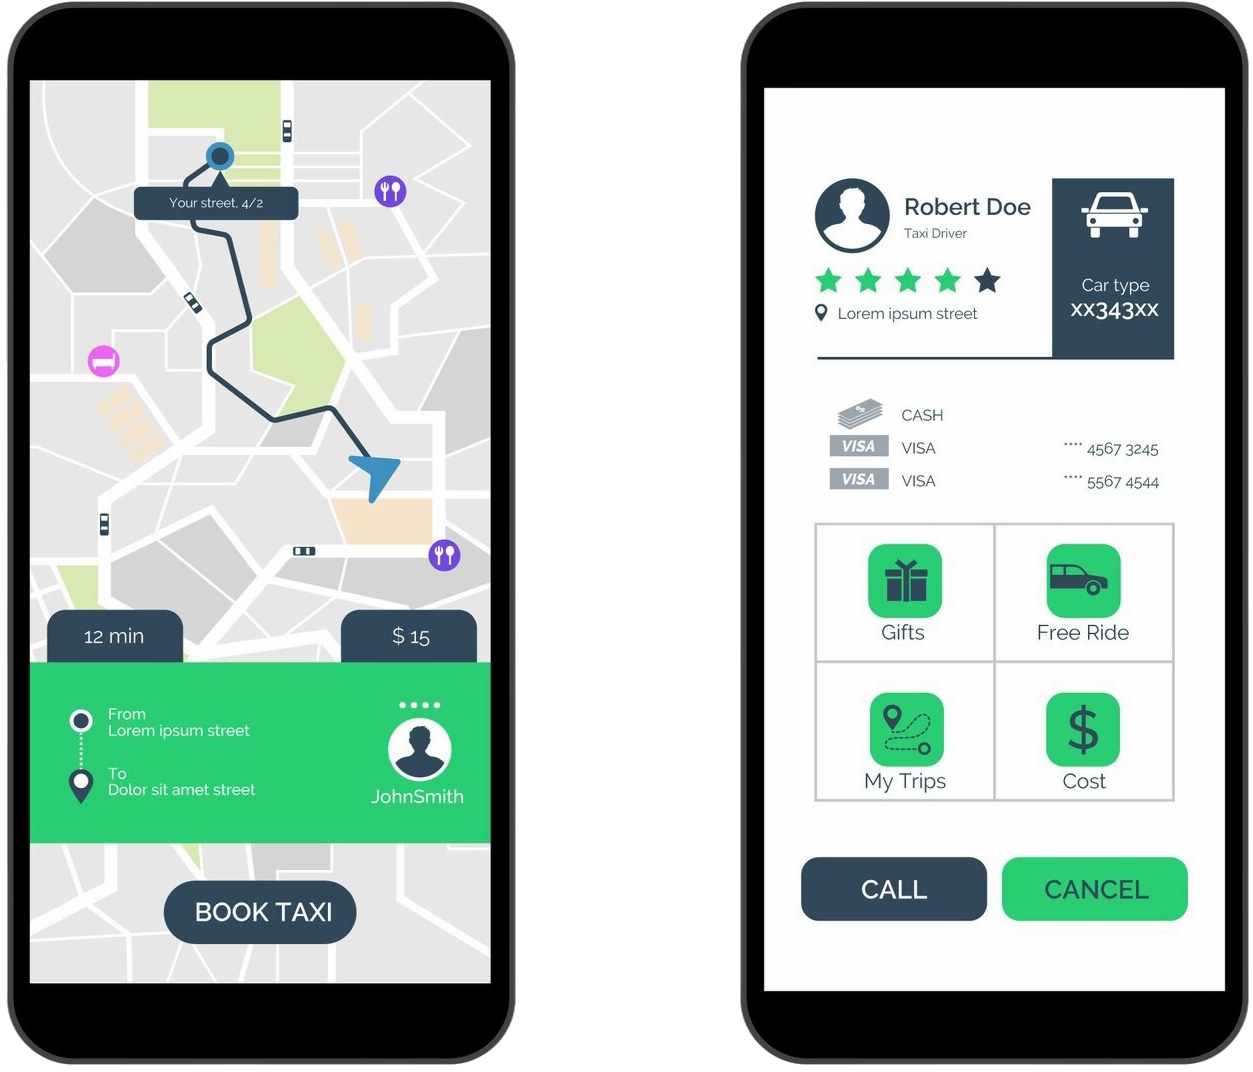 Your street, 4/2
12 min
$ 15
From
Lorem ipsum street
To
Dolor sit amet street
JohnSmith
BOOK TAXI
Robert Doe
Taxi Driver
Lorem ipsum street
Car type
xx343xx
$ CASH
VISA VISA **** 4567 3245
VISA VISA **** 5567 4544
Gifts
Free Ride
My Trips
$
Cost
CALL
CANCEL